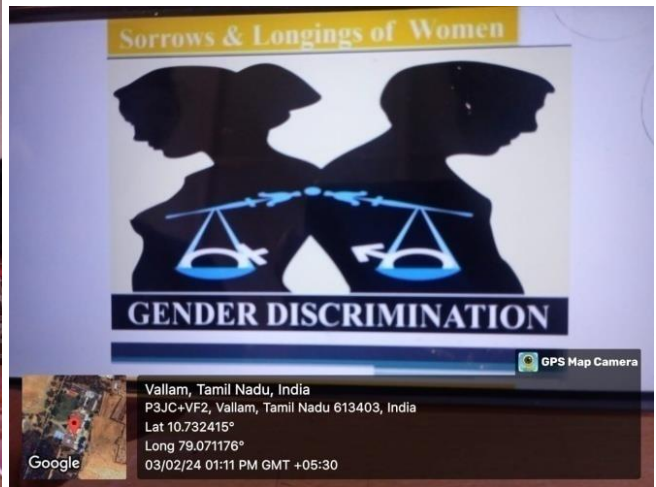 Sorrows & Longings of Women
GENDER DISCRIMINATION
GPS Map Camera
Vallam, Tamil Nadu, India
P3JC+VF2, Vallam, Tamil Nadu 613403, India
Lat 10.732415°
Long 79.071176°
03/02/24 01:11 PM GMT +05:30
Google